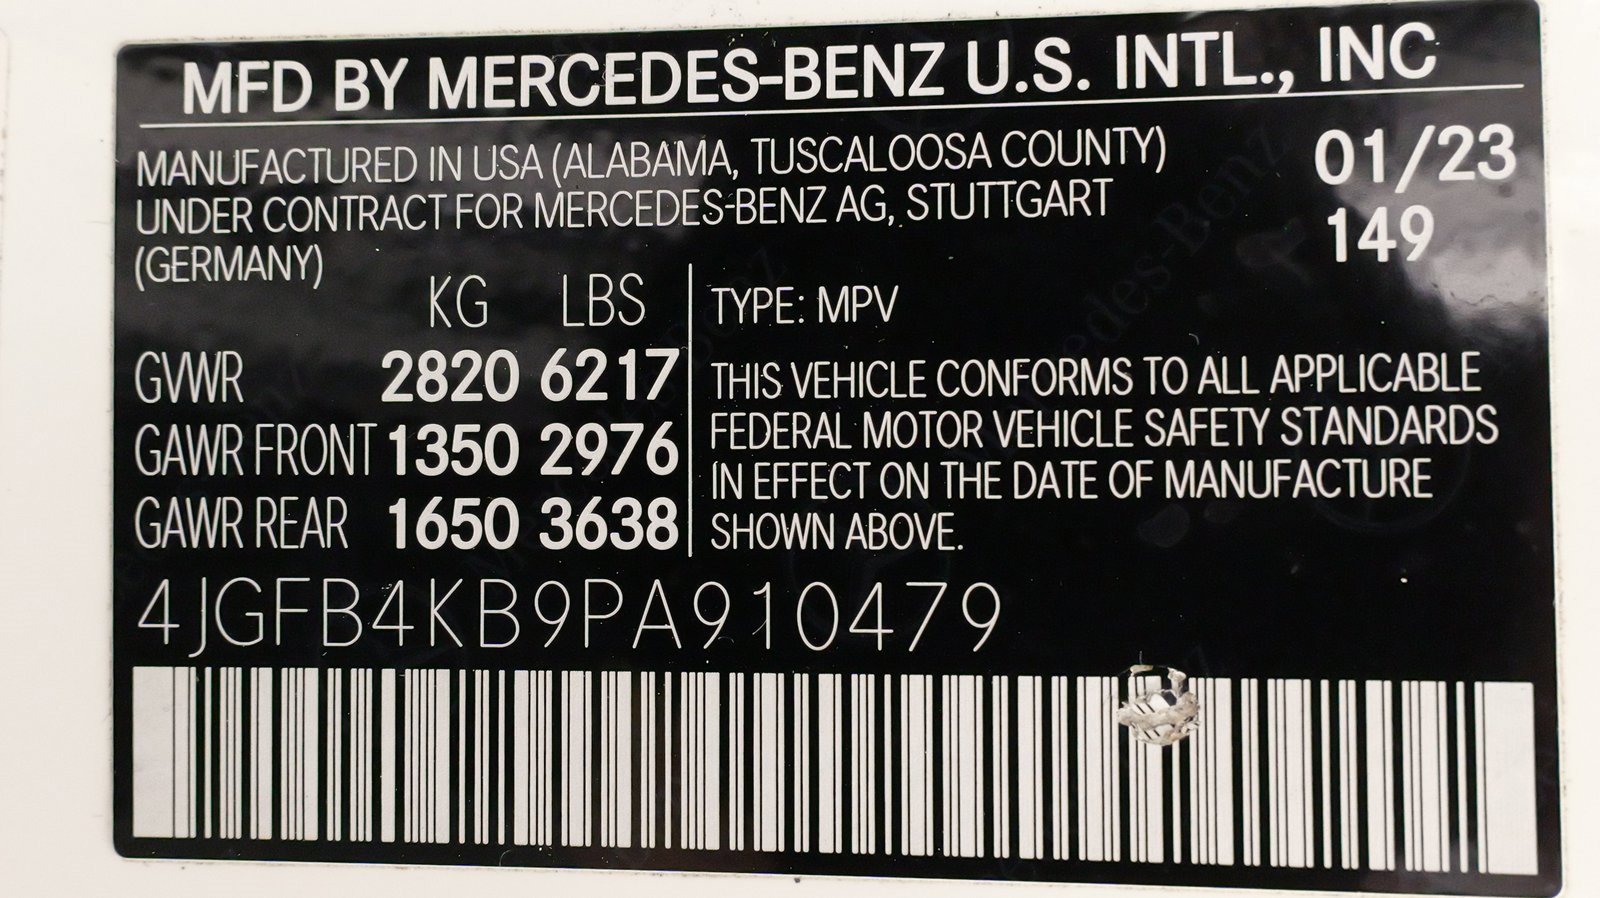 MFD BY MERCEDES-BENZ U.S. INTL., INC
MANUFACTURED IN USA (ALABAMA, TUSCALOOSA COUNTY)
UNDER CONTRACT FOR MERCEDES-BENZ AG, STUTTGART
(GERMANY)
01/23
149
KG LBS
GVWR 2820 6217
GAWR FRONT 1350 2976
GAWR REAR 1650 3638
TYPE: MPV
THIS VEHICLE CONFORMS TO ALL APPLICABLE
FEDERAL MOTOR VEHICLE SAFETY STANDARDS
IN EFFECT ON THE DATE OF MANUFACTURE
SHOWN ABOVE.
4JGFB4KB9PA910479